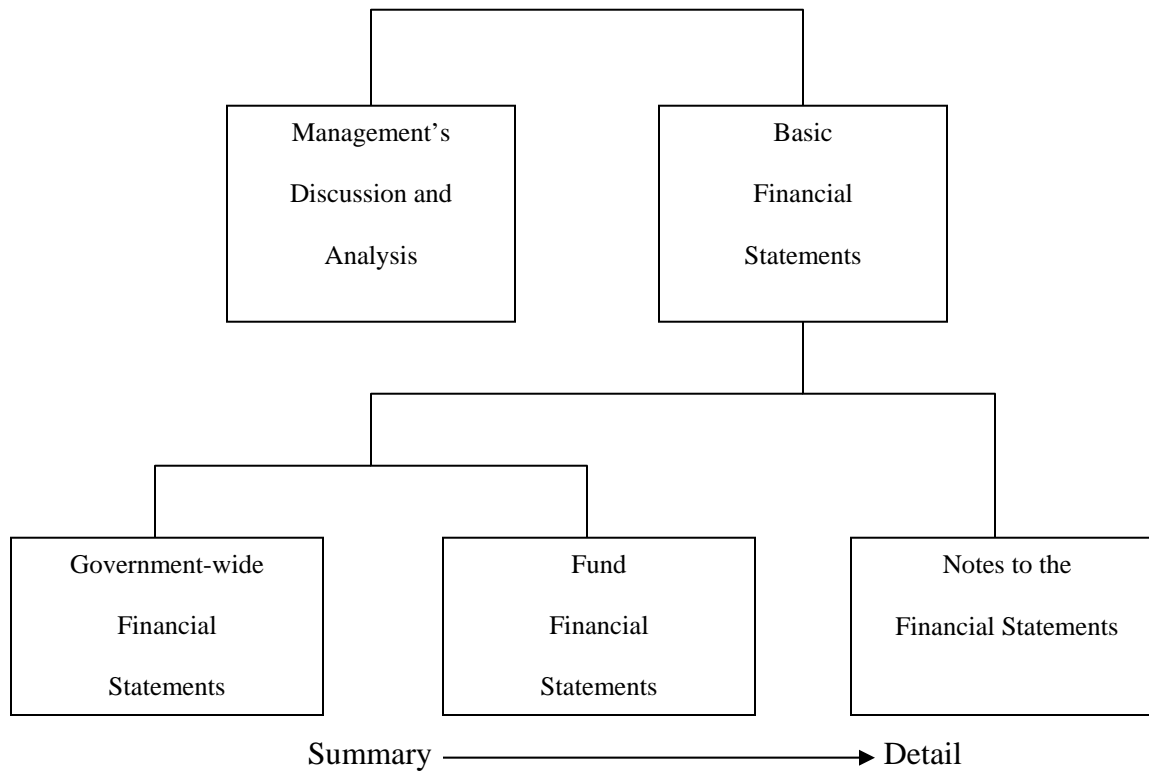 Management’s
Discussion and
Analysis
Basic
Financial
Statements
Government-wide
Financial
Statements
Fund
Financial
Statements
Notes to the
Financial Statements
Summary
Detail